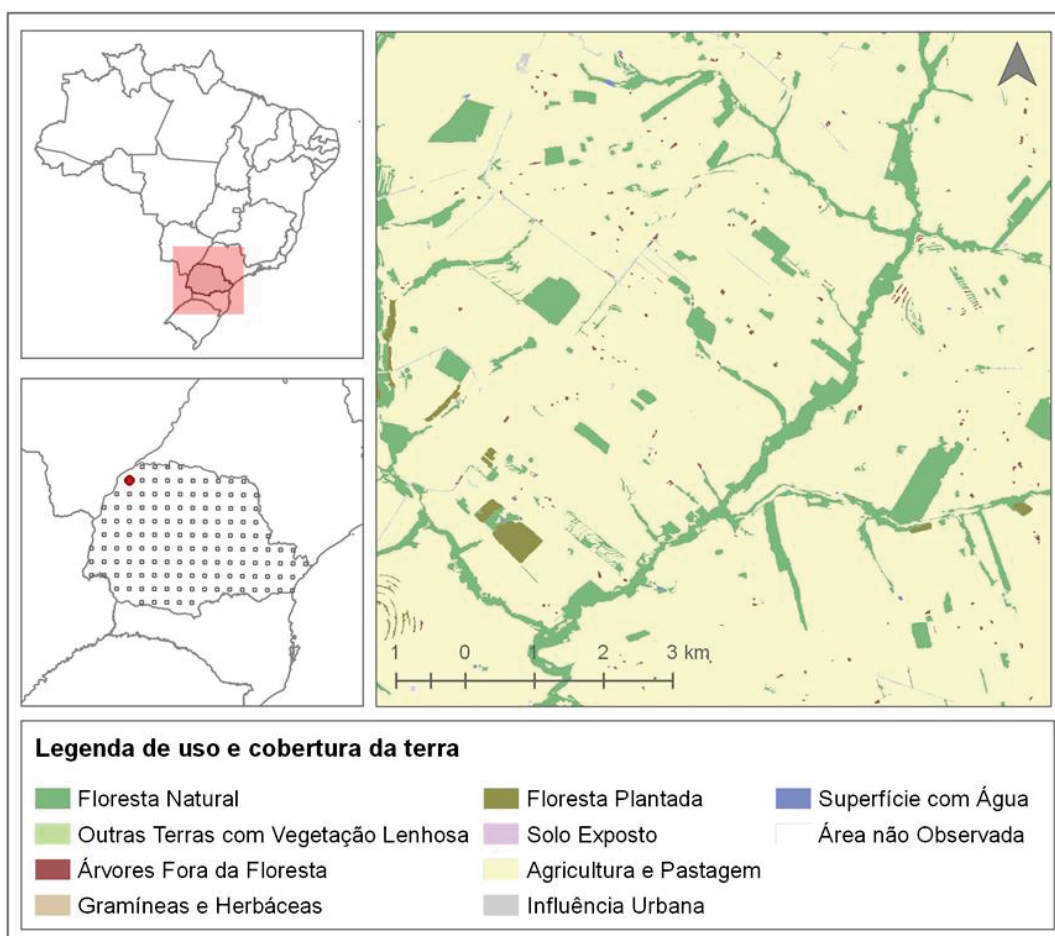 1 0 1 2 3 km
Legenda de uso e cobertura da terra
Floresta Natural
Outras Terras com Vegetação Lenhosa
Árvores Fora da Floresta
Gramíneas e Herbáceas
Floresta Plantada
Solo Exposto
Agricultura e Pastagem
Influência Urbana
Superfície com Água
Área não Observada